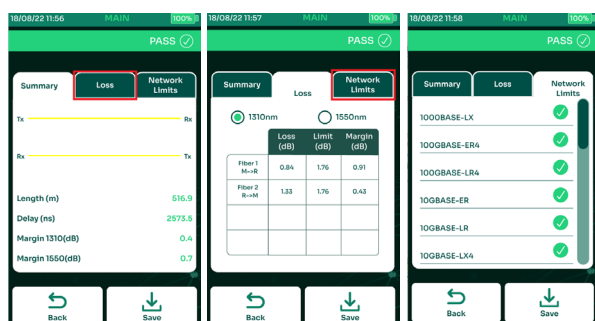 18/08/22 11:56 MAIN 100%
PASS
Summary Loss Network Limits
Tx Rx
Rx Tx
Length (m) 516.9
Delay (ns) 2573.5
Margin 1310(dB) 0.4
Margin 1550(dB) 0.7
Back Save
18/08/22 11:57 MAIN 100%
PASS
Summary Loss Network Limits
1310nm 1550nm
Loss (dB) Limit (dB) Margin (dB)
Fiber 1 M->R 0.84 1.76 0.91
Fiber 2 R->M 1.33 1.76 0.43
Back Save
18/08/22 11:58 MAIN 100%
PASS
Summary Loss Network Limits
1000BASE-LX
100GBASE-ER4
100GBASE-LR4
10GBASE-ER
10GBASE-LR
10GBASE-LX4
Back Save